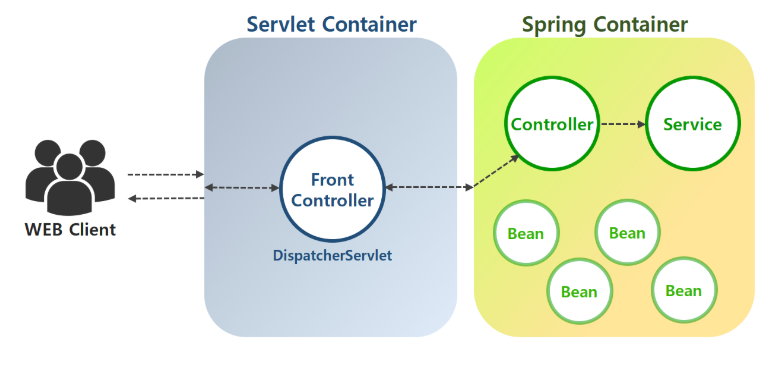 Servlet Container
Spring Container
Controller
Service
Front
Controller
WEB Client
DispatcherServlet
Bean
Bean
Bean
Bean